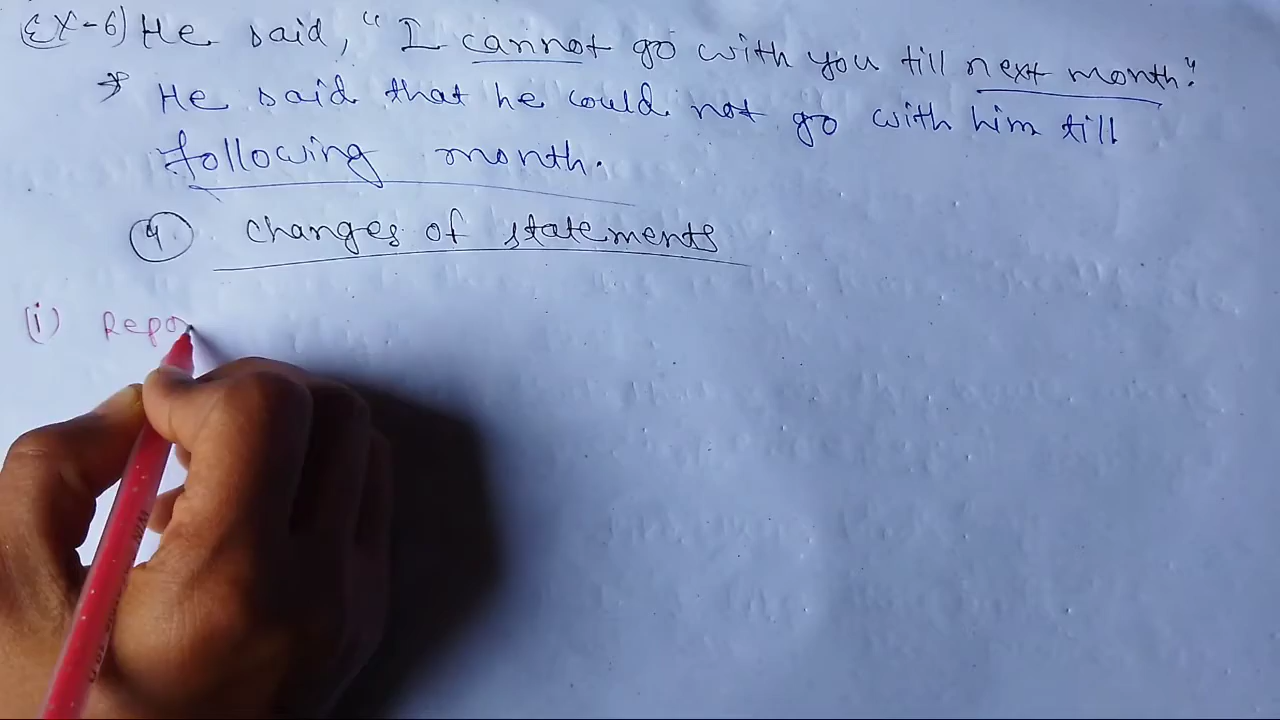 (Ex-6) He said, "I cannot go with you till next month."
* He said that he could not go with him till
following month.
4. Changes of statements
(i) Repo